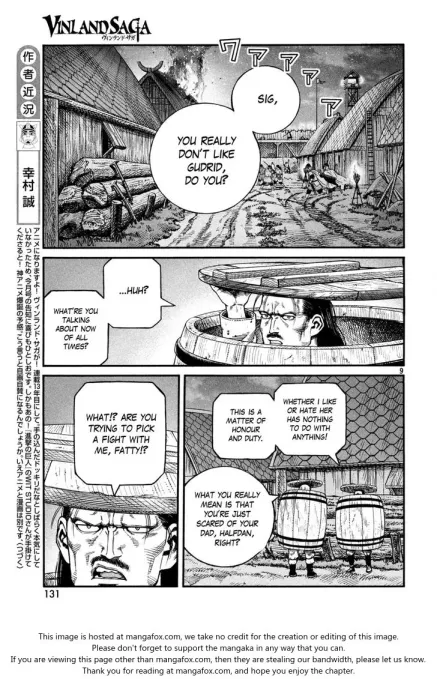 VINLAND SAGA
ヴィンランド・サガ
ワアアアア
SIG,
YOU REALLY
DON'T LIKE
GUDRID,
DO YOU?
作者近況
幸村誠
...HUH?
WHAT'RE YOU
TALKING
ABOUT NOW
OF ALL
TIMES?
9
WHAT!? ARE YOU
TRYING TO PICK
A FIGHT WITH
ME, FATTY!?
WHETHER I LIKE
OR HATE HER
HAS NOTHING
TO DO WITH
ANYTHING!
THIS IS A
MATTER OF
HONOUR
AND DUTY.
WHAT YOU REALLY
MEAN IS THAT
YOU'RE JUST
SCARED OF YOUR
DAD, HALFDAN,
RIGHT?
131
This image is hosted at mangafox.com, we take no credit for the creation or editing of this image.
Please don't forget to support the mangaka in any way that you can.
If you are viewing this page other than mangafox.com, then they are stealing our bandwidth, please let us know.
Thank you for reading at mangafox.com, and hope you enjoy the chapter.